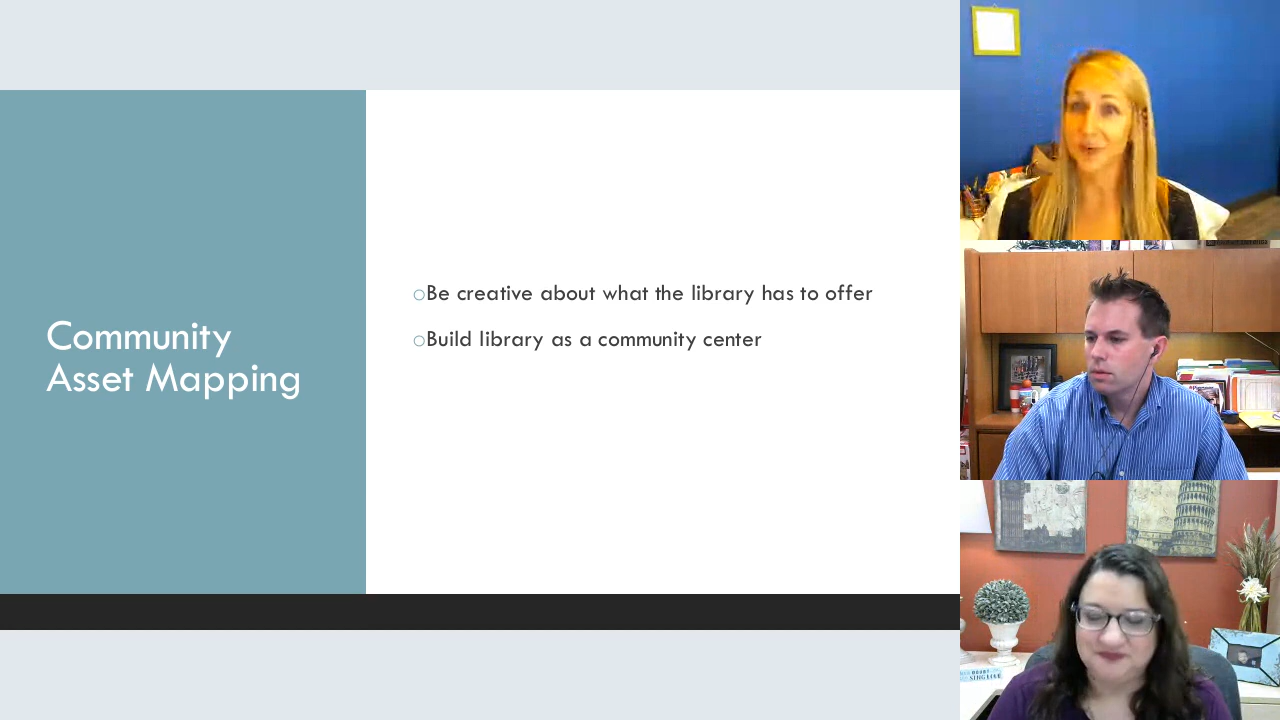 Community
Asset Mapping
Be creative about what the library has to offer
Build library as a community center